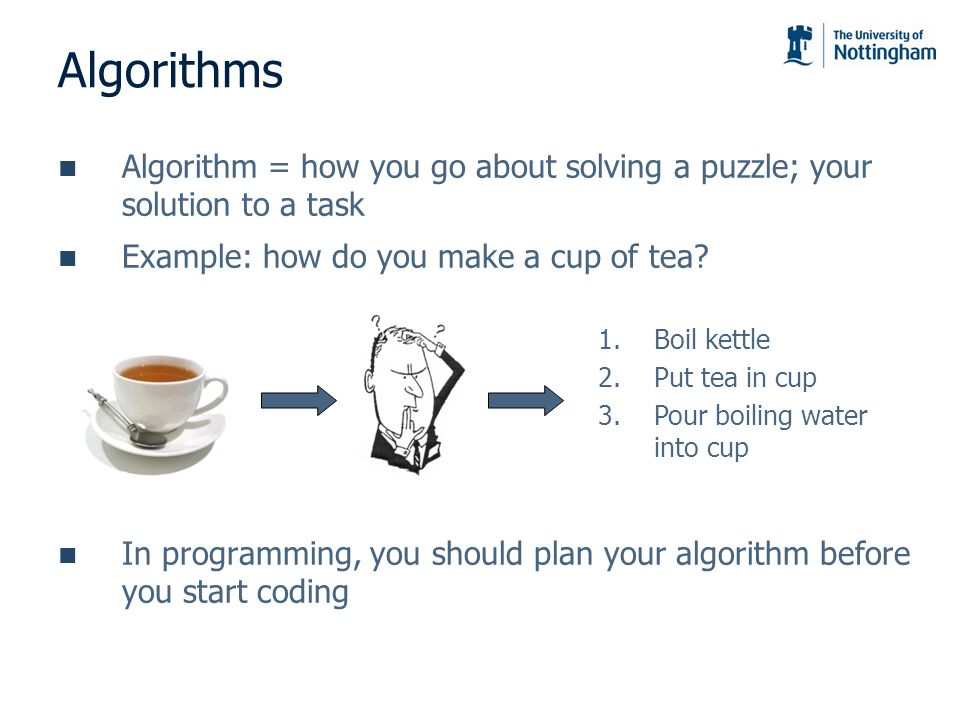 The University of
Nottingham
Algorithms
Algorithm = how you go about solving a puzzle; your
solution to a task
Example: how do you make a cup of tea?
? ?
1. Boil kettle
2. Put tea in cup
3. Pour boiling water
into cup
In programming, you should plan your algorithm before
you start coding